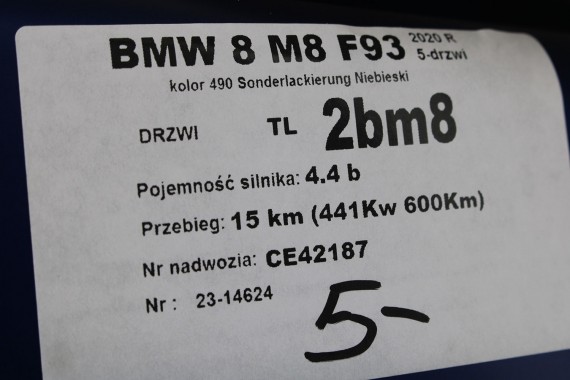 BMW 8 M8 F93 2020 R
5-drzwi
kolor 490 Sonderlackierung Niebieski
DRZWI TL 2bm8
Pojemność silnika: 4.4 b
Przebieg: 15 km (441Kw 600Km)
Nr nadwozia: CE42187
Nr : 23-14624
5-